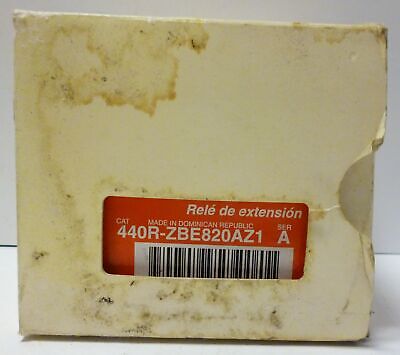 Relé de extensión
CAT MADE IN DOMINICAN REPUBLIC SER
440R-ZBE820AZ1 A